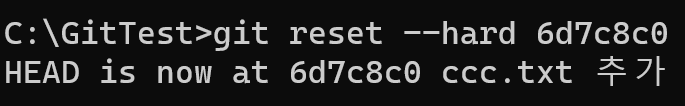 C:\GitTest>git reset --hard 6d7c8c0
HEAD is now at 6d7c8c0 ccc.txt 추가